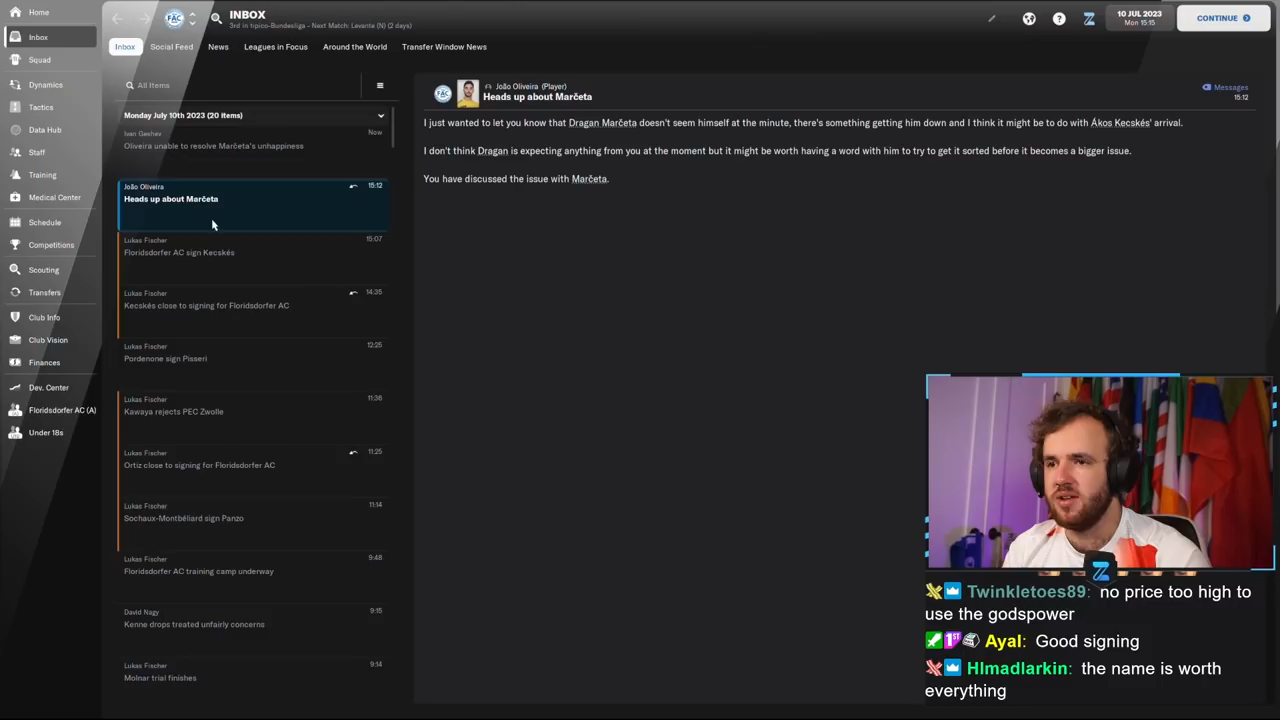 Home
Inbox
Squad
Dynamics
Tactics
Data Hub
Staff
Training
Medical Center
Schedule
Competitions
Scouting
Transfers
Club Info
Club Vision
Finances
Dev. Center
Floridsdorfer AC (A)
Under 18s
FAC
INBOX
3rd in tipico-Bundesliga - Next Match: Levante (N) (2 days)
10 JUL 2023
Mon 15:15
CONTINUE
Inbox
Social Feed
News
Leagues in Focus
Around the World
Transfer Window News
All Items
Monday July 10th 2023 (20 Items)
Ivan Geshev
Now
Oliveira unable to resolve Marčeta's unhappiness
João Oliveira
15:12
Heads up about Marčeta
Lukas Fischer
15:07
Floridsdorfer AC sign Kecskés
Lukas Fischer
14:35
Kecskés close to signing for Floridsdorfer AC
Lukas Fischer
12:25
Pordenone sign Pisseri
Lukas Fischer
11:36
Kawaya rejects PEC Zwolle
Lukas Fischer
11:25
Ortiz close to signing for Floridsdorfer AC
Lukas Fischer
11:14
Sochaux-Montbéliard sign Panzo
Lukas Fischer
9:48
Floridsdorfer AC training camp underway
David Nagy
9:15
Kenne drops treated unfairly concerns
Lukas Fischer
9:14
Molnar trial finishes
FAC
João Oliveira (Player)
Heads up about Marčeta
Messages
15:12
I just wanted to let you know that Dragan Marčeta doesn't seem himself at the minute, there's something getting him down and I think it might be to do with Ákos Kecskés' arrival.
I don't think Dragan is expecting anything from you at the moment but it might be worth having a word with him to try to get it sorted before it becomes a bigger issue.
You have discussed the issue with Marčeta.
Twinkletoes89: no price too high to
use the godspower
Ayal: Good signing
HImadlarkin: the name is worth
everything